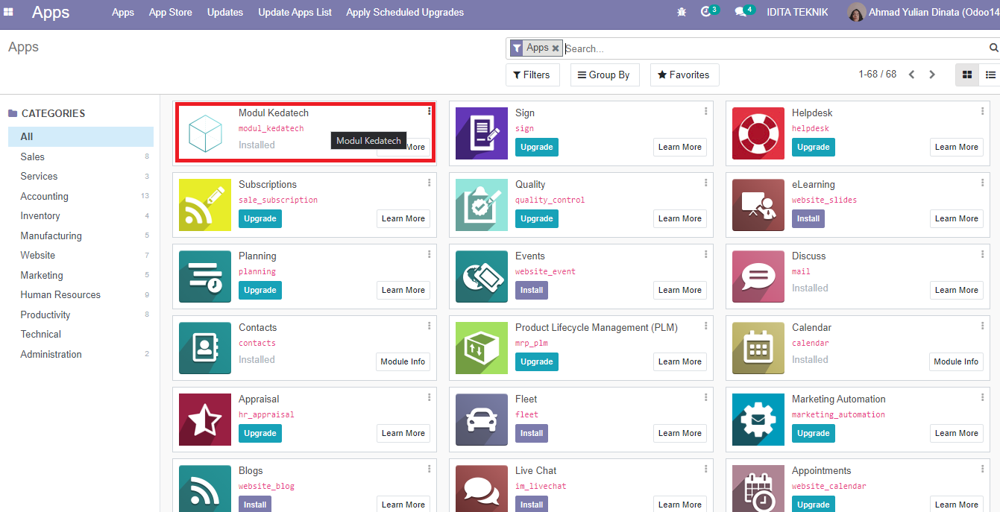 Apps
Apps
App Store
Updates
Update Apps List
Apply Scheduled Upgrades
3
4
IDITA TEKNIK
Ahmad Yulian Dinata (Odoo14
Apps
Apps
Search...
Filters
Group By
Favorites
1-68 / 68
CATEGORIES
All
Sales 8
Services 3
Accounting 13
Inventory 4
Manufacturing 5
Website 7
Marketing 5
Human Resources 9
Productivity 8
Technical
Administration 2
Modul Kedatech
modul_kedatech
Installed
Modul Kedatech
More
Sign
sign
Upgrade
Learn More
Helpdesk
helpdesk
Upgrade
Learn More
Subscriptions
sale_subscription
Upgrade
Learn More
Quality
quality_control
Upgrade
Learn More
eLearning
website_slides
Install
Learn More
Planning
planning
Upgrade
Learn More
Events
website_event
Install
Learn More
Discuss
mail
Installed
Learn More
Contacts
contacts
Installed
Module Info
Product Lifecycle Management (PLM)
mrp_plm
Upgrade
Learn More
Calendar
calendar
Installed
Module Info
Appraisal
hr_appraisal
Upgrade
Learn More
Fleet
fleet
Install
Learn More
Marketing Automation
marketing_automation
Upgrade
Learn More
Blogs
website_blog
Install
Learn More
Live Chat
im_livechat
Install
Learn More
Appointments
website_calendar
Upgrade
Learn More